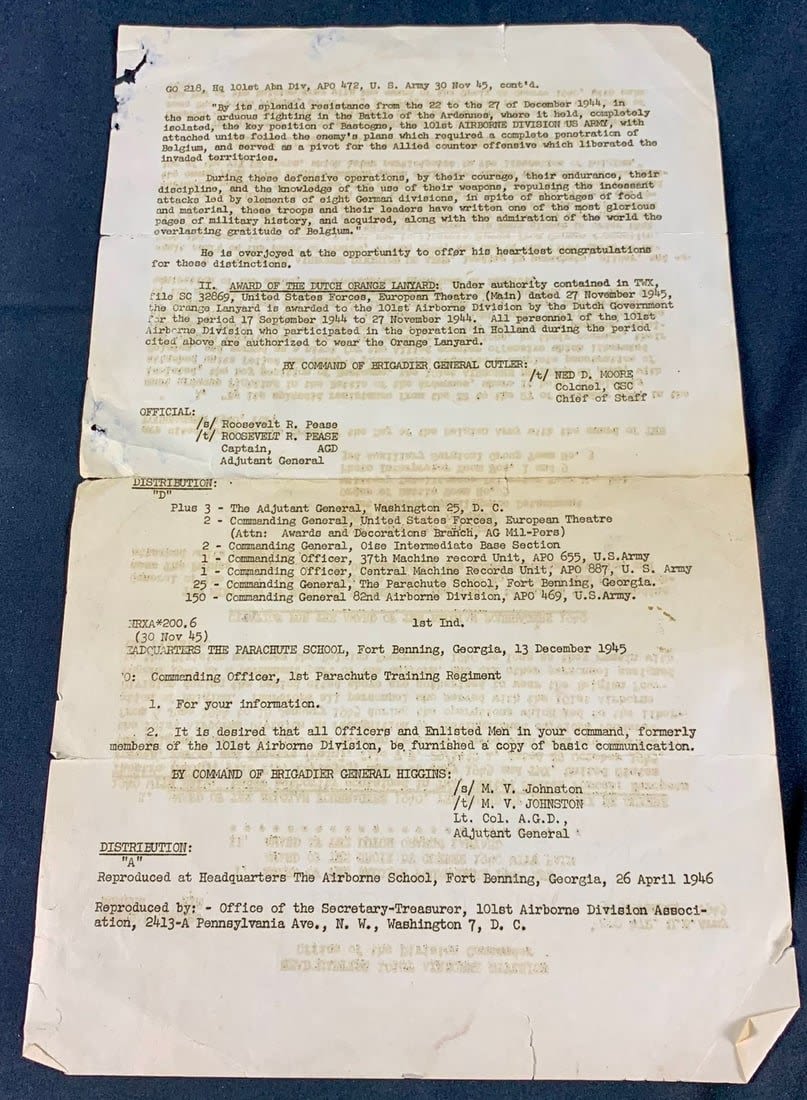 GO 218, Hq 101st Abn Div, APO 472, U. S. Army 30 Nov 45, cont'd.
"By its splendid resistance from the 22 to the 27 of December 1944, in
the most arduous fighting in the Battle of the Ardennes, where it held, completely
isolated, the key position of Bastogne, the 101st AIRBORNE DIVISION US ARMY, with
attached units foiled the enemy's plans which required a complete penetration of
Belgium, and served as a pivot for the Allied counter offensive which liberated the
invaded territories.
During these defensive operations, by their courage, their endurance, their
discipline, and the knowledge of the use of their weapons, repulsing the incessant
attacks led by elements of eight German divisions, in spite of shortages of food
and material, these troops and their leaders have written one of the most glorious
pages of military history, and acquired, along with the admiration of the world the
everlasting gratitude of Belgium."
He is overjoyed at the opportunity to offer his heartiest congratulations
for these distinctions.
II. AWARD OF THE DUTCH ORANGE LANYARD: Under authority contained in TWX,
file SC 32869, United States Forces, European Theatre (Main) dated 27 November 1945,
the Orange Lanyard is awarded to the 101st Airborne Division by the Dutch Government
for the period 17 September 1944 to 27 November 1944. All personnel of the 101st
Airborne Division who participated in the operation in Holland during the period
cited above are authorized to wear the Orange Lanyard.
BY COMMAND OF BRIGADIER GENERAL CUTLER:
/t/ NED D. MOORE
Colonel, GSC
Chief of Staff
OFFICIAL:
/s/ Roosevelt R. Pease
/t/ ROOSEVELT R. PEASE
Captain, AGD
Adjutant General
DISTRIBUTION:
"D"
Plus 3 - The Adjutant General, Washington 25, D. C.
2 - Commanding General, United States Forces, European Theatre
(Attn: Awards and Decorations Branch, AG Mil-Pers)
2 - Commanding General, Oise Intermediate Base Section
1 - Commanding Officer, 37th Machine record Unit, APO 655, U.S.Army
1 - Commanding Officer, Central Machine Records Unit, APO 887, U. S. Army
25 - Commanding General, The Parachute School, Fort Benning, Georgia.
150 - Commanding General 82nd Airborne Division, APO 469, U.S.Army.
NRXA*200.6 1st Ind.
(30 Nov 45)
EADQUARTERS THE PARACHUTE SCHOOL, Fort Benning, Georgia, 13 December 1945
O: Commanding Officer, 1st Parachute Training Regiment
1. For your information.
2. It is desired that all Officers and Enlisted Men in your command, formerly
members of the 101st Airborne Division, be furnished a copy of basic communication.
BY COMMAND OF BRIGADIER GENERAL HIGGINS:
/s/ M. V. Johnston
/t/ M. V. JOHNSTON
Lt. Col. A.G.D.,
Adjutant General
DISTRIBUTION:
"A"
Reproduced at Headquarters The Airborne School, Fort Benning, Georgia, 26 April 1946
Reproduced by: - Office of the Secretary-Treasurer, 101st Airborne Division Associ-
ation, 2413-A Pennsylvania Ave., N. W., Washington 7, D. C.